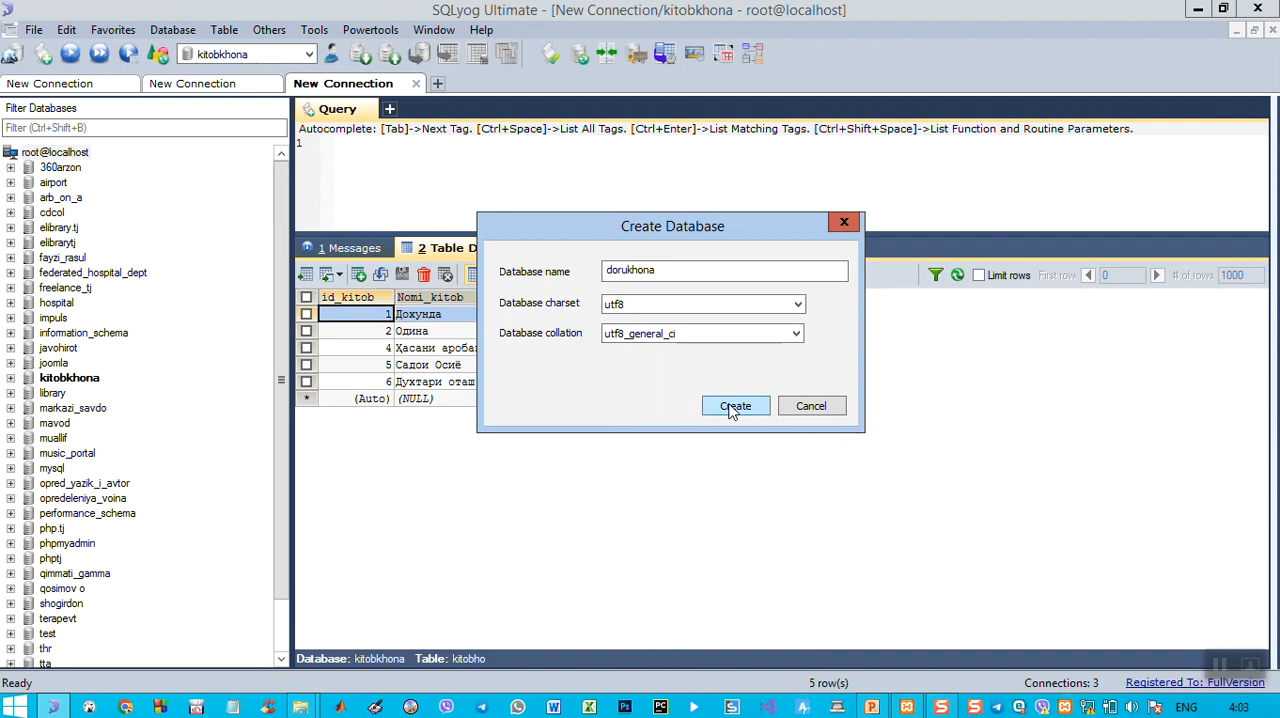 SQLyog Ultimate - [New Connection/kitobkhona - root@localhost]
File Edit Favorites Database Table Others Tools Powertools Window Help
kitobkhona
New Connection New Connection New Connection
Filter Databases
Filter (Ctrl+Shift+B)
root@localhost
360arzon
airport
arb_on_a
cdcol
elibrary.tj
elibrarytj
fayzi_rasul
federated_hospital_dept
freelance_tj
hospital
impuls
information_schema
javohirot
joomla
kitobkhona
library
markazi_savdo
mavod
muallif
music_portal
mysql
opred_yazik_i_avtor
opredeleniya_voina
performance_schema
php.tj
phpmyadmin
phptj
qimmati_gamma
qosimov o
shogirdon
terapevt
test
thr
tta
Query
Autocomplete: [Tab]->Next Tag. [Ctrl+Space]->List All Tags. [Ctrl+Enter]->List Matching Tags. [Ctrl+Shift+Space]->List Function and Routine Parameters.
1
1 Messages 2 Table D
Limit rows First row: 0 # of rows: 1000
id_kitob Nomi_kitob
1 Дохунда
2 Одина
4 Ҳасани аробa
5 Садои Осиё
6 Духтари оташ
* (Auto) (NULL)
Create Database
Database name dorukhona
Database charset utf8
Database collation utf8_general_ci
Create Cancel
Database: kitobkhona Table: kitobho
Ready 5 row(s) Connections: 3 Registered To: FullVersion
ENG 4:03